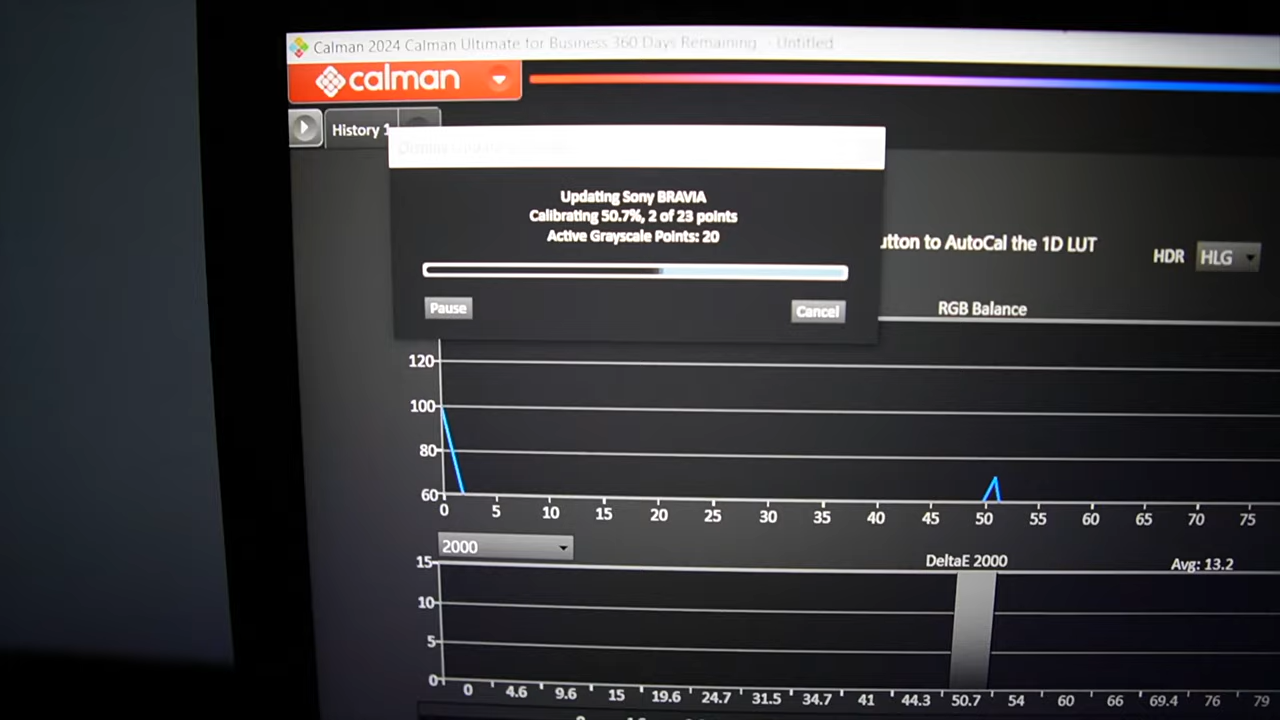 Calman 2024 Calman Ultimate for Business 360 Days Remaining - Untitled
calman
History 1
Updating Sony BRAVIA
Calibrating 50.7%, 2 of 23 points
Active Grayscale Points: 20
Pause
Cancel
utton to AutoCal the 1D LUT
HDR
HLG
RGB Balance
120
100
80
60
0 5 10 15 20 25 30 35 40 45 50 55 60 65 70 75
2000
DeltaE 2000
Avg: 13.2
15
10
5
0
0 4.6 9.6 15 19.6 24.7 31.5 34.7 41 44.3 50.7 54 60 66 69.4 76 79